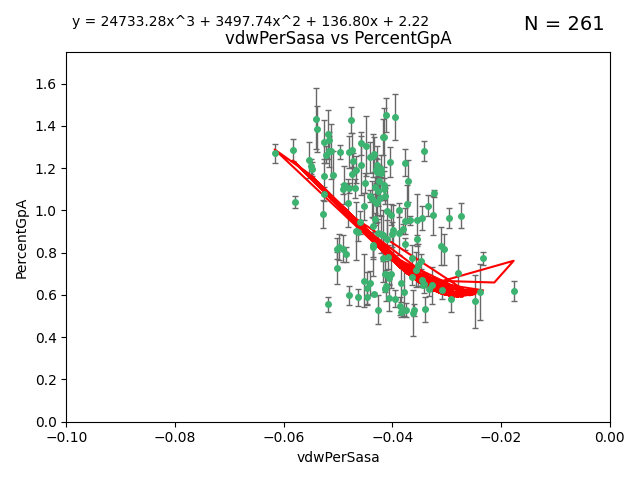 y = 24733.28x^3 + 3497.74x^2 + 136.80x + 2.22
N = 261
vdwPerSasa vs PercentGpA
PercentGpA
1.6
1.4
1.2
1.0
0.8
0.6
0.4
0.2
0.0
−0.10 −0.08 −0.06 −0.04 −0.02 0.00
vdwPerSasa